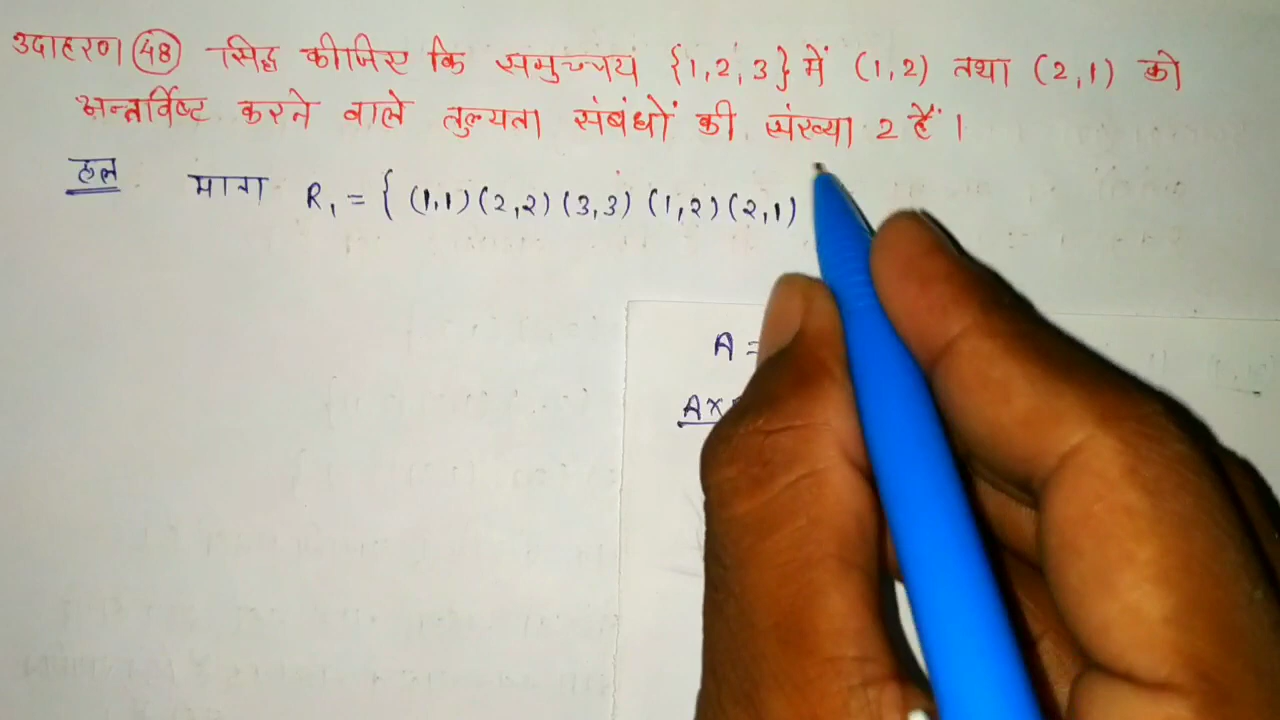 उदाहरण 48 सिद्ध कीजिए कि समुच्चय {1, 2, 3} में (1,2) तथा (2,1) को
अन्तर्विष्ट करने वाले तुल्यता संबंधों की संख्या 2 हैं।
हल माना R₁ = { (1,1) (2,2) (3,3) (1,2) (2,1)
A =
A×